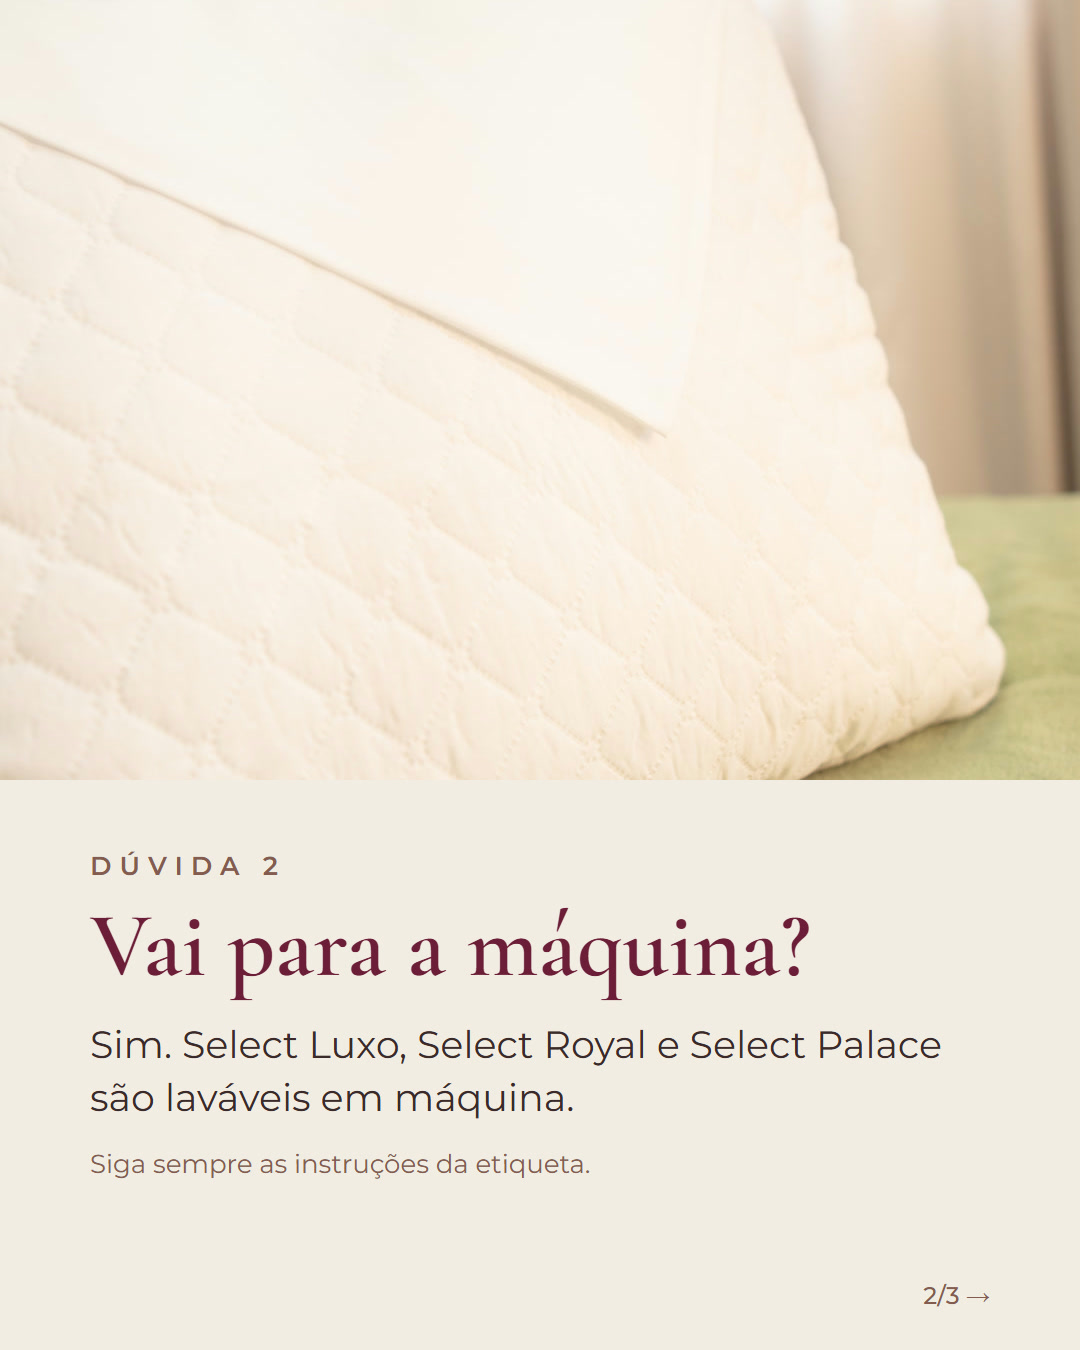 DÚVIDA 2
Vai para a máquina?
Sim. Select Luxo, Select Royal e Select Palace
são laváveis em máquina.
Siga sempre as instruções da etiqueta.
2/3 →